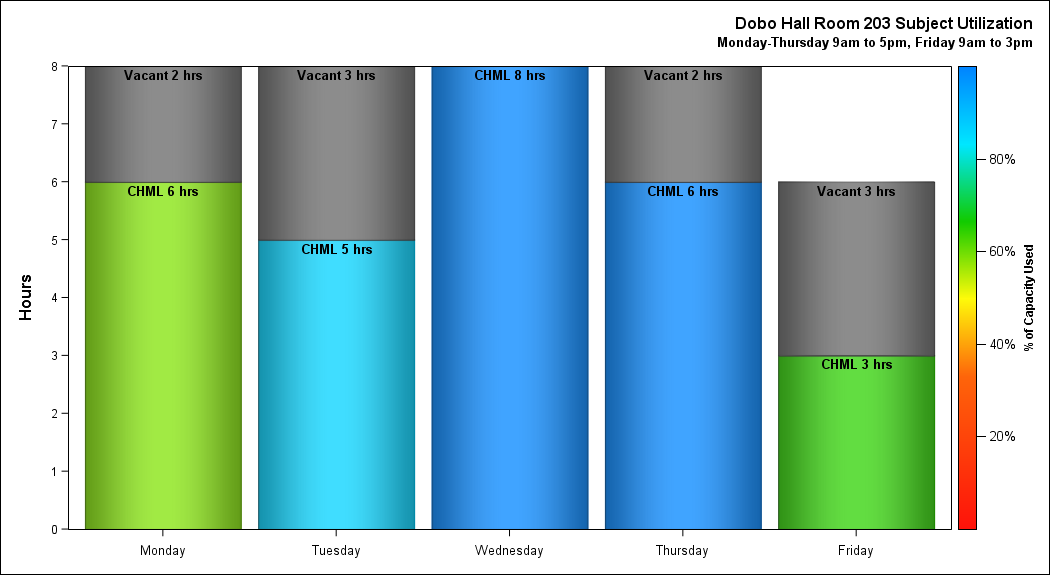 Dobo Hall Room 203 Subject Utilization
Monday-Thursday 9am to 5pm, Friday 9am to 3pm
Hours
8
7
6
5
4
3
2
1
0
Vacant 2 hrs
CHML 6 hrs
Vacant 3 hrs
CHML 5 hrs
CHML 8 hrs
Vacant 2 hrs
CHML 6 hrs
Vacant 3 hrs
CHML 3 hrs
Monday
Tuesday
Wednesday
Thursday
Friday
80%
60%
40%
20%
% of Capacity Used